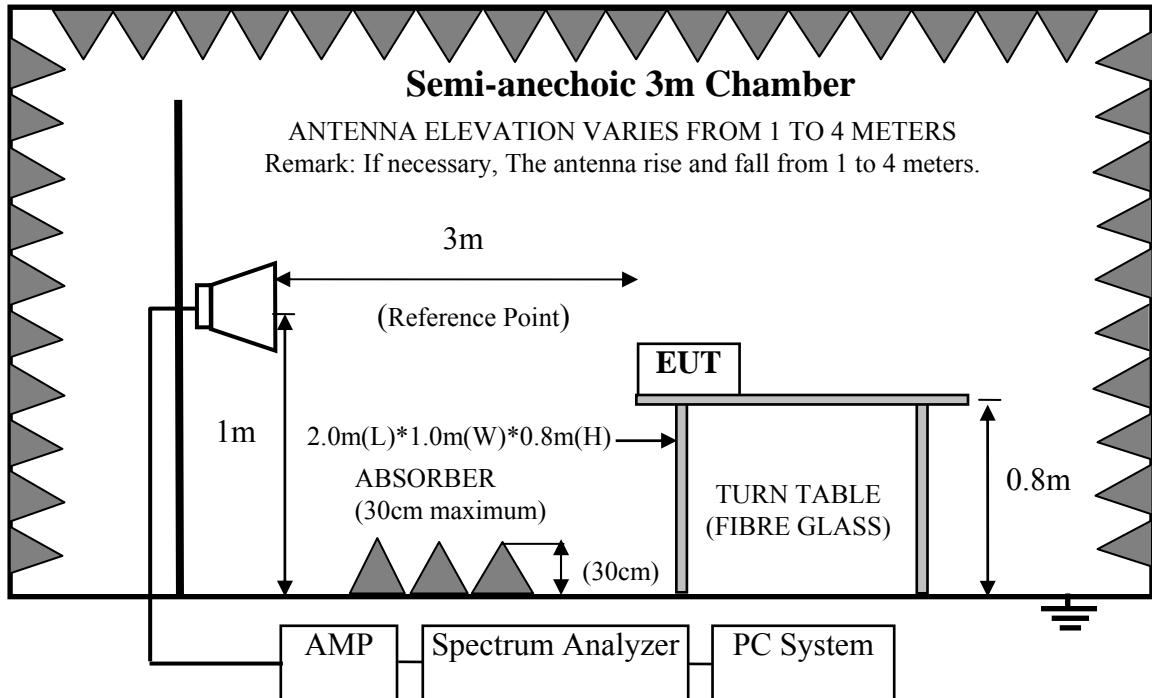 Semi-anechoic 3m Chamber
ANTENNA ELEVATION VARIES FROM 1 TO 4 METERS
Remark: If necessary, The antenna rise and fall from 1 to 4 meters.
3m
(Reference Point)
EUT
1m
2.0m(L)*1.0m(W)*0.8m(H)
ABSORBER
(30cm maximum)
(30cm)
TURN TABLE
(FIBRE GLASS)
0.8m
AMP
Spectrum Analyzer
PC System